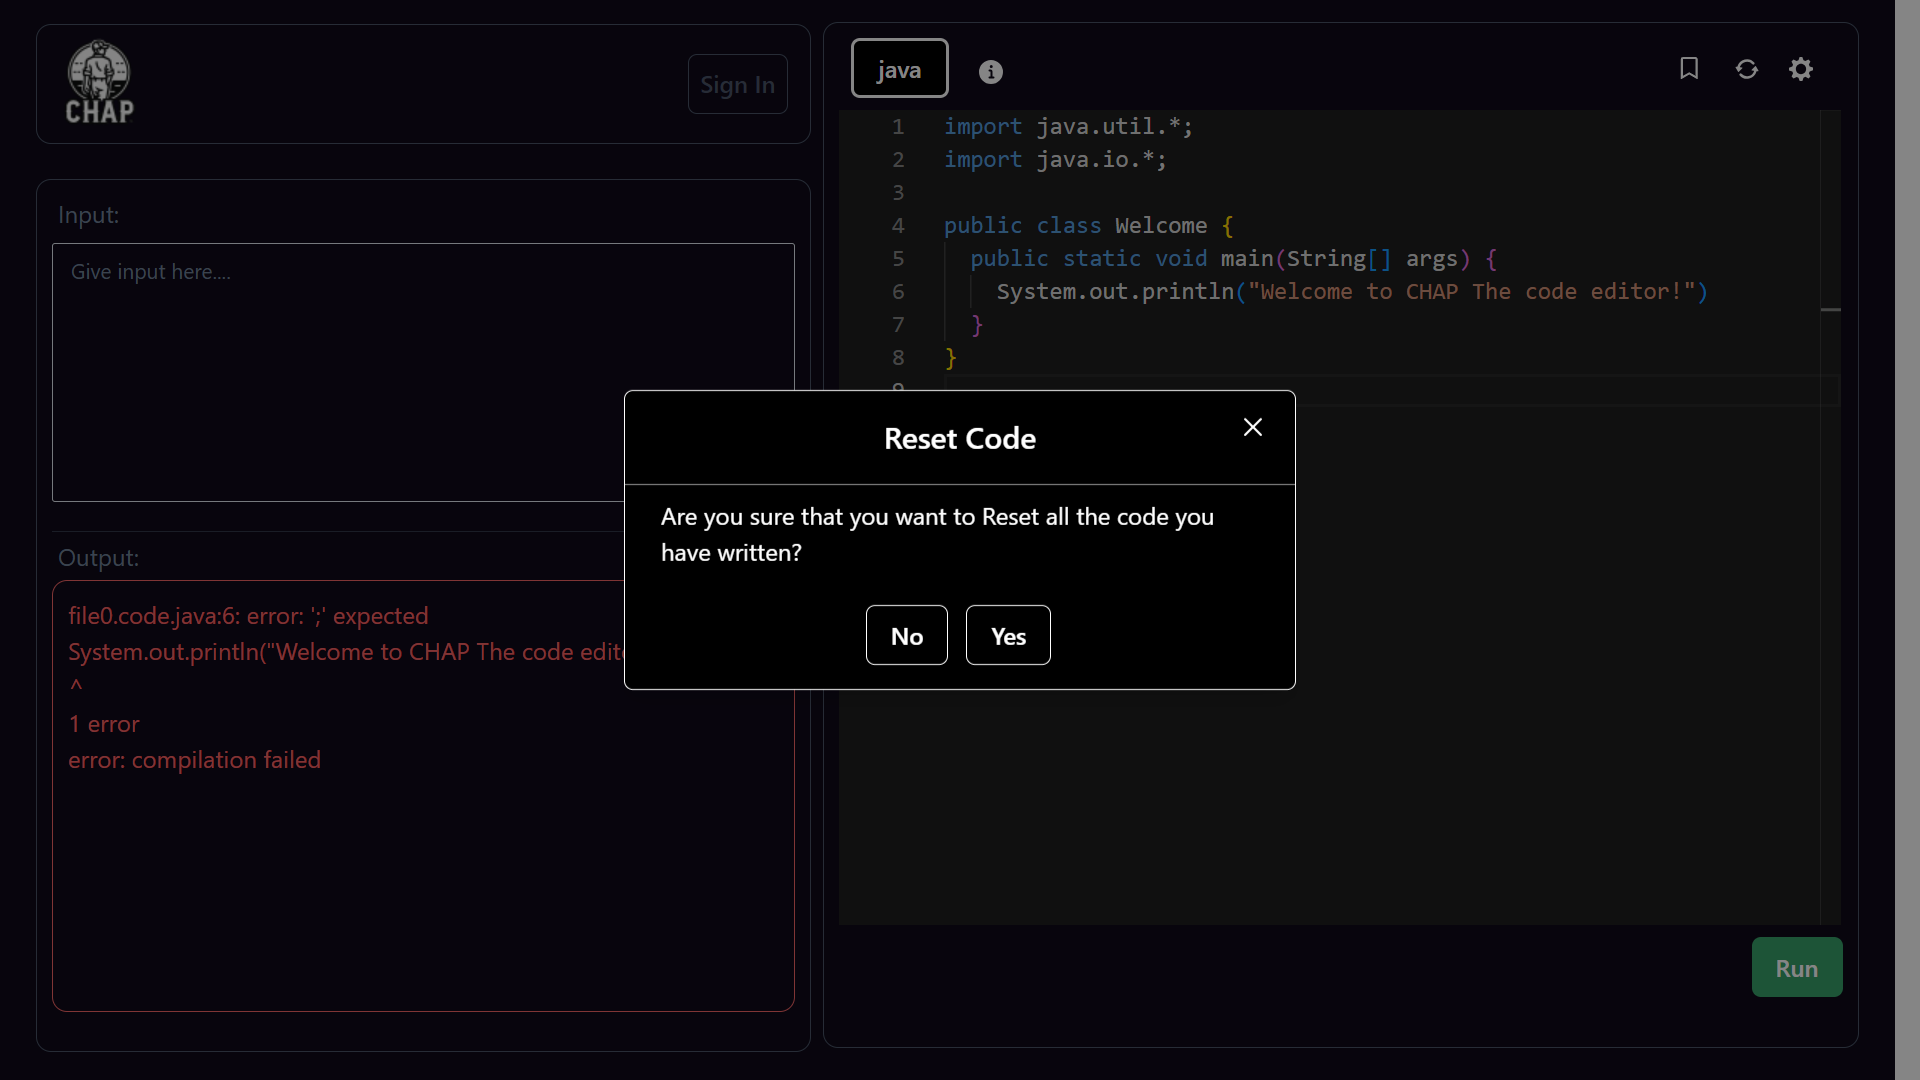 CHAP
Sign In
Input:
Give input here....
Output:
file0.code.java:6: error: ';' expected
System.out.println("Welcome to CHAP The code
^
1 error
error: compilation failed
java
1 import java.util.*;
2 import java.io.*;
3
4 public class Welcome {
5 public static void main(String[] args) {
6 System.out.println("Welcome to CHAP The code editor!")
7 }
8 }
Reset Code
Are you sure that you want to Reset all the code you
have written?
No
Yes
Run